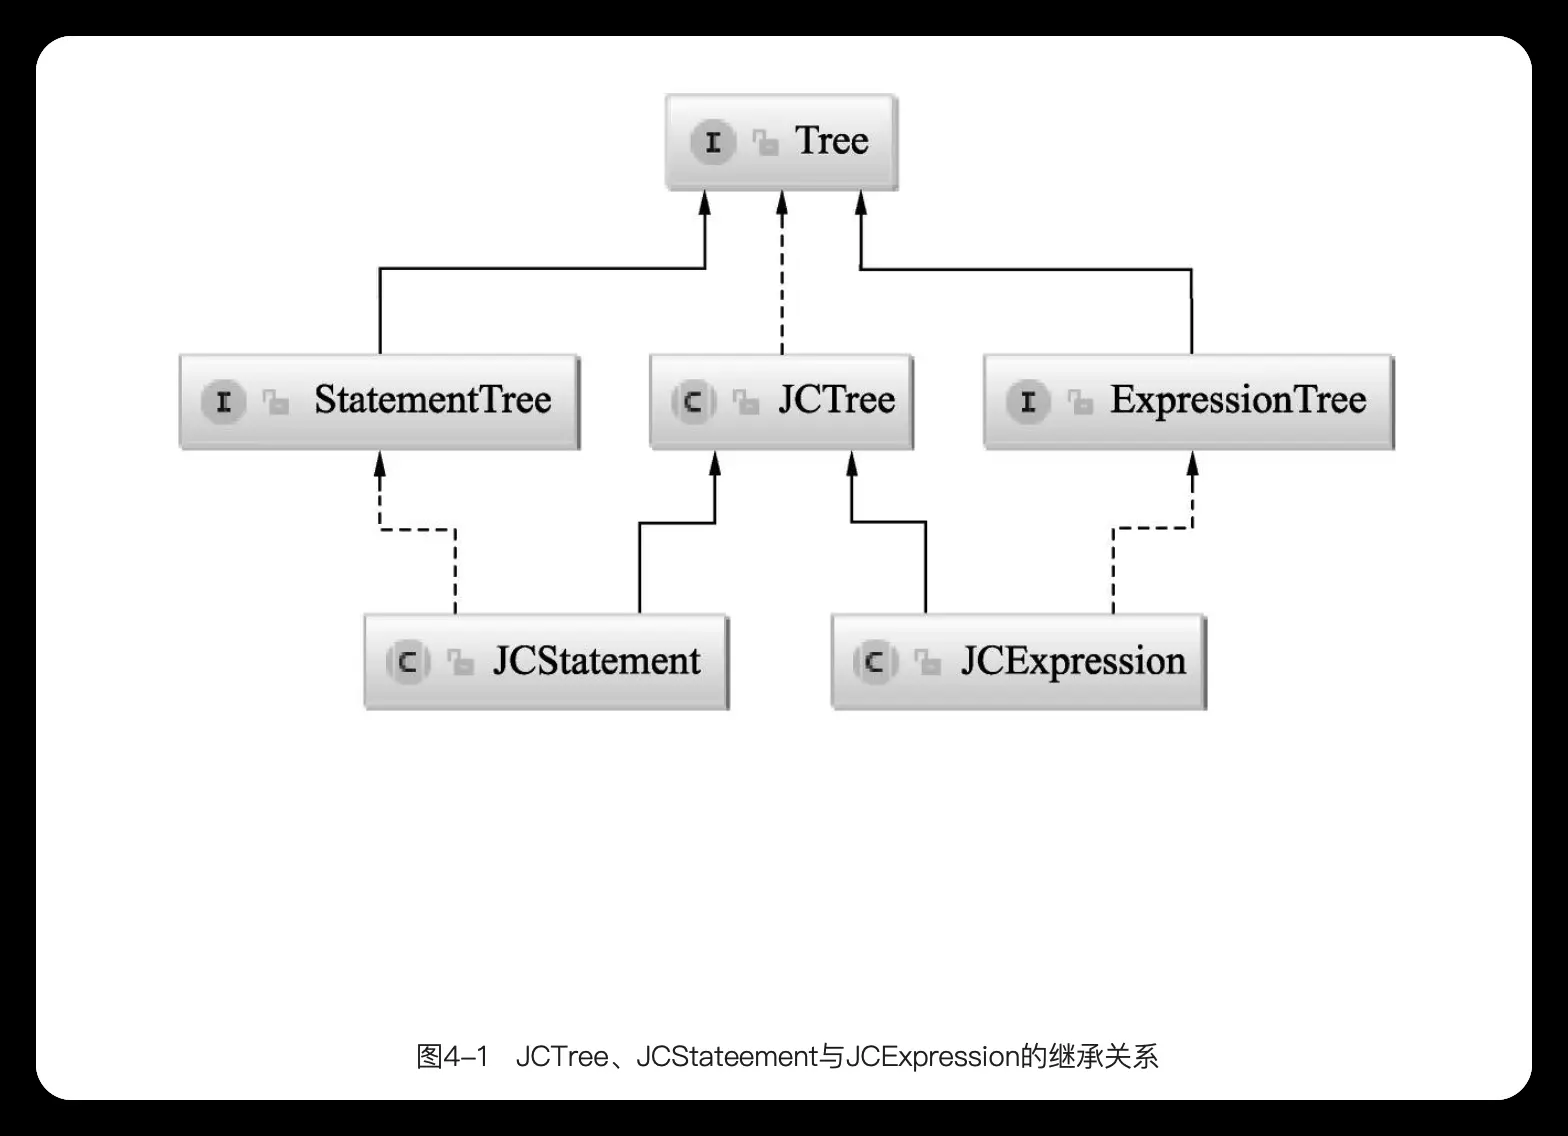 I Tree
I StatementTree
C JCTree
I ExpressionTree
C JCStatement
C JCExpression
图4–1 JCTree、JCStateement与JCExpression的继承关系